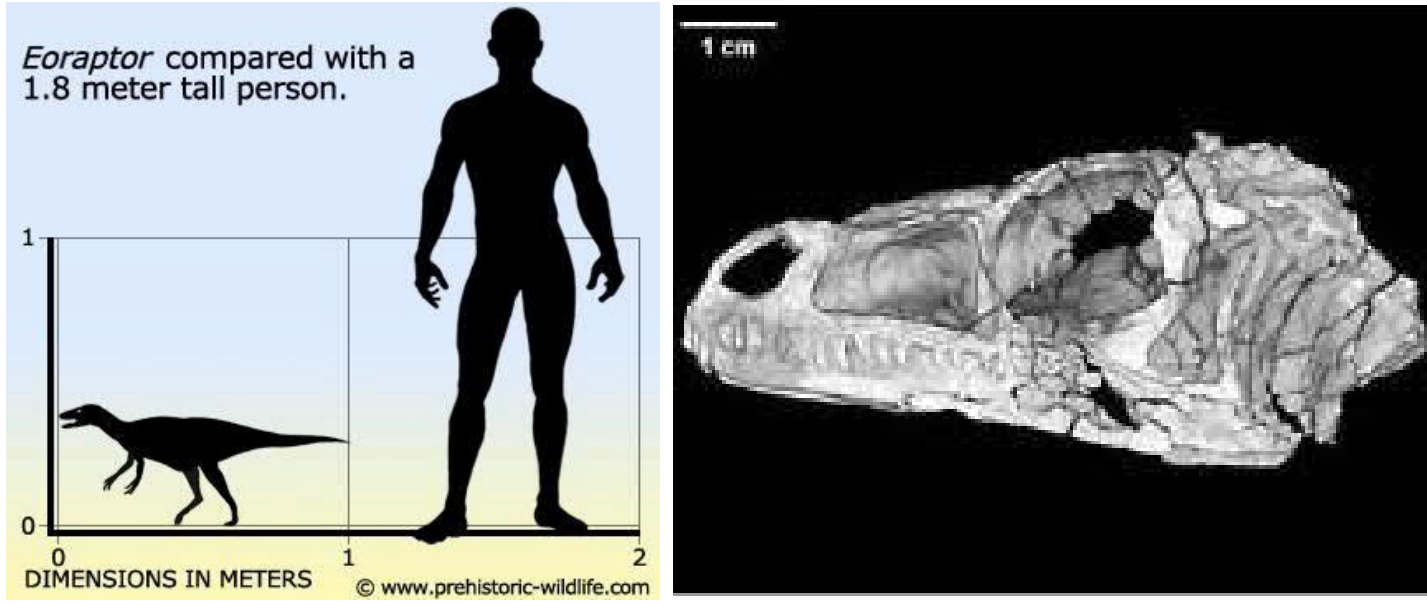 Eoraptor compared with a
1.8 meter tall person.
1
0
0 1 2
DIMENSIONS IN METERS
© www.prehistoric-wildlife.com
1 cm